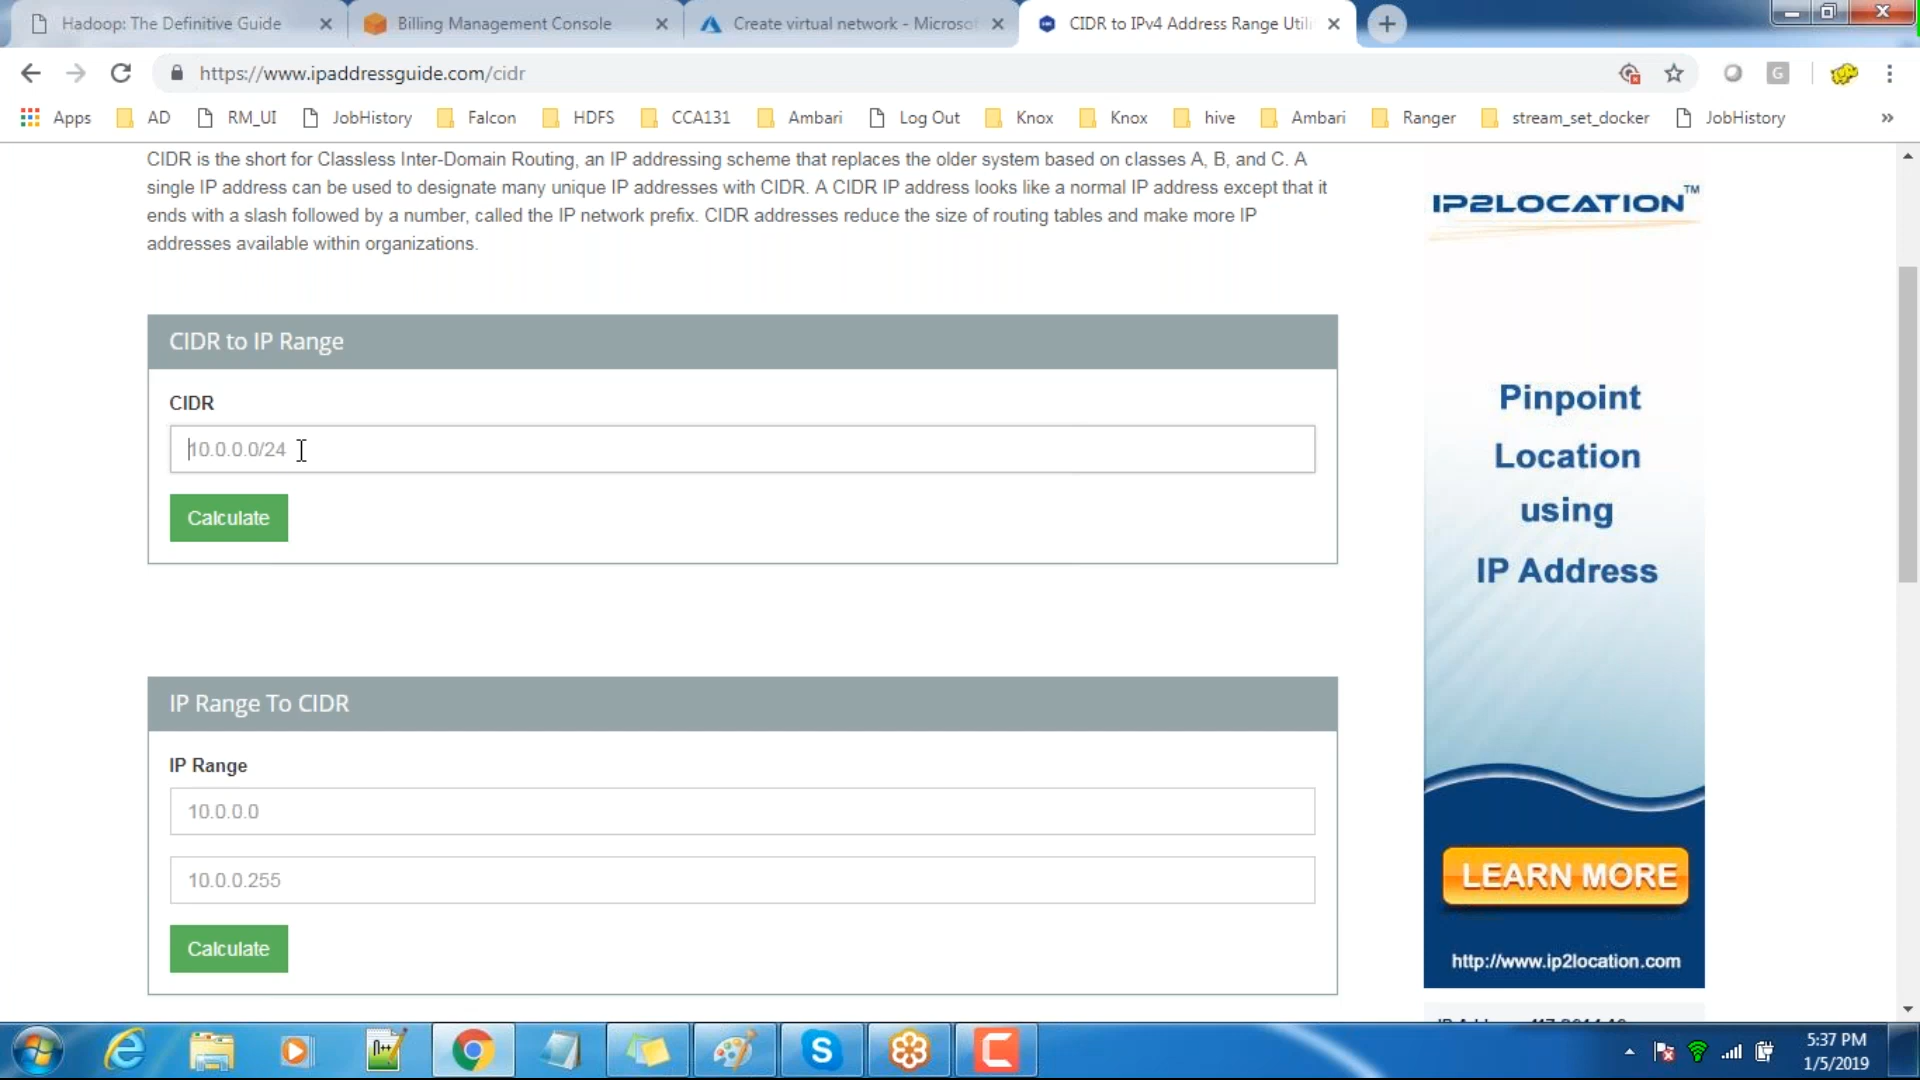 Hadoop: The Definitive Guide
Billing Management Console
Create virtual network - Microsof
CIDR to IPv4 Address Range Utili
https://www.ipaddressguide.com/cidr
G
Apps
AD
RM_UI
JobHistory
Falcon
HDFS
CCA131
Ambari
Log Out
Knox
Knox
hive
Ambari
Ranger
stream_set_docker
JobHistory
»
CIDR is the short for Classless Inter-Domain Routing, an IP addressing scheme that replaces the older system based on classes A, B, and C. A
single IP address can be used to designate many unique IP addresses with CIDR. A CIDR IP address looks like a normal IP address except that it
ends with a slash followed by a number, called the IP network prefix. CIDR addresses reduce the size of routing tables and make more IP
addresses available within organizations.
CIDR to IP Range
CIDR
10.0.0.0/24
Calculate
IP Range To CIDR
IP Range
10.0.0.0
10.0.0.255
Calculate
IP2LOCATION™
Pinpoint
Location
using
IP Address
LEARN MORE
http://www.ip2location.com
5:37 PM
1/5/2019